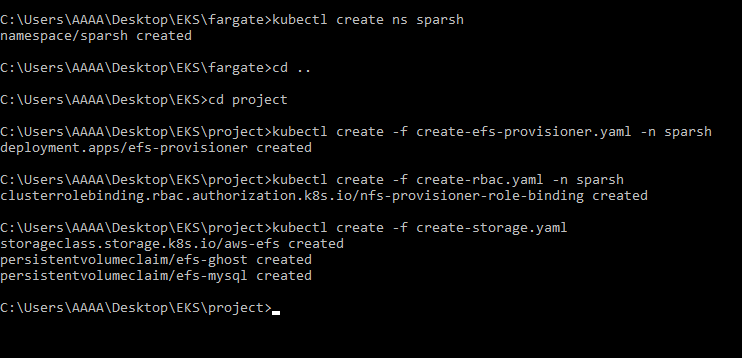 C:\Users\AAAA\Desktop\EKS\fargate>kubectl create ns sparsh
namespace/sparsh created
C:\Users\AAAA\Desktop\EKS\fargate>cd ..
C:\Users\AAAA\Desktop\EKS>cd project
C:\Users\AAAA\Desktop\EKS\project>kubectl create -f create-efs-provisioner.yaml -n sparsh
deployment.apps/efs-provisioner created
C:\Users\AAAA\Desktop\EKS\project>kubectl create -f create-rbac.yaml -n sparsh
clusterrolebinding.rbac.authorization.k8s.io/nfs-provisioner-role-binding created
C:\Users\AAAA\Desktop\EKS\project>kubectl create -f create-storage.yaml
storageclass.storage.k8s.io/aws-efs created
persistentvolumeclaim/efs-ghost created
persistentvolumeclaim/efs-mysql created
C:\Users\AAAA\Desktop\EKS\project>